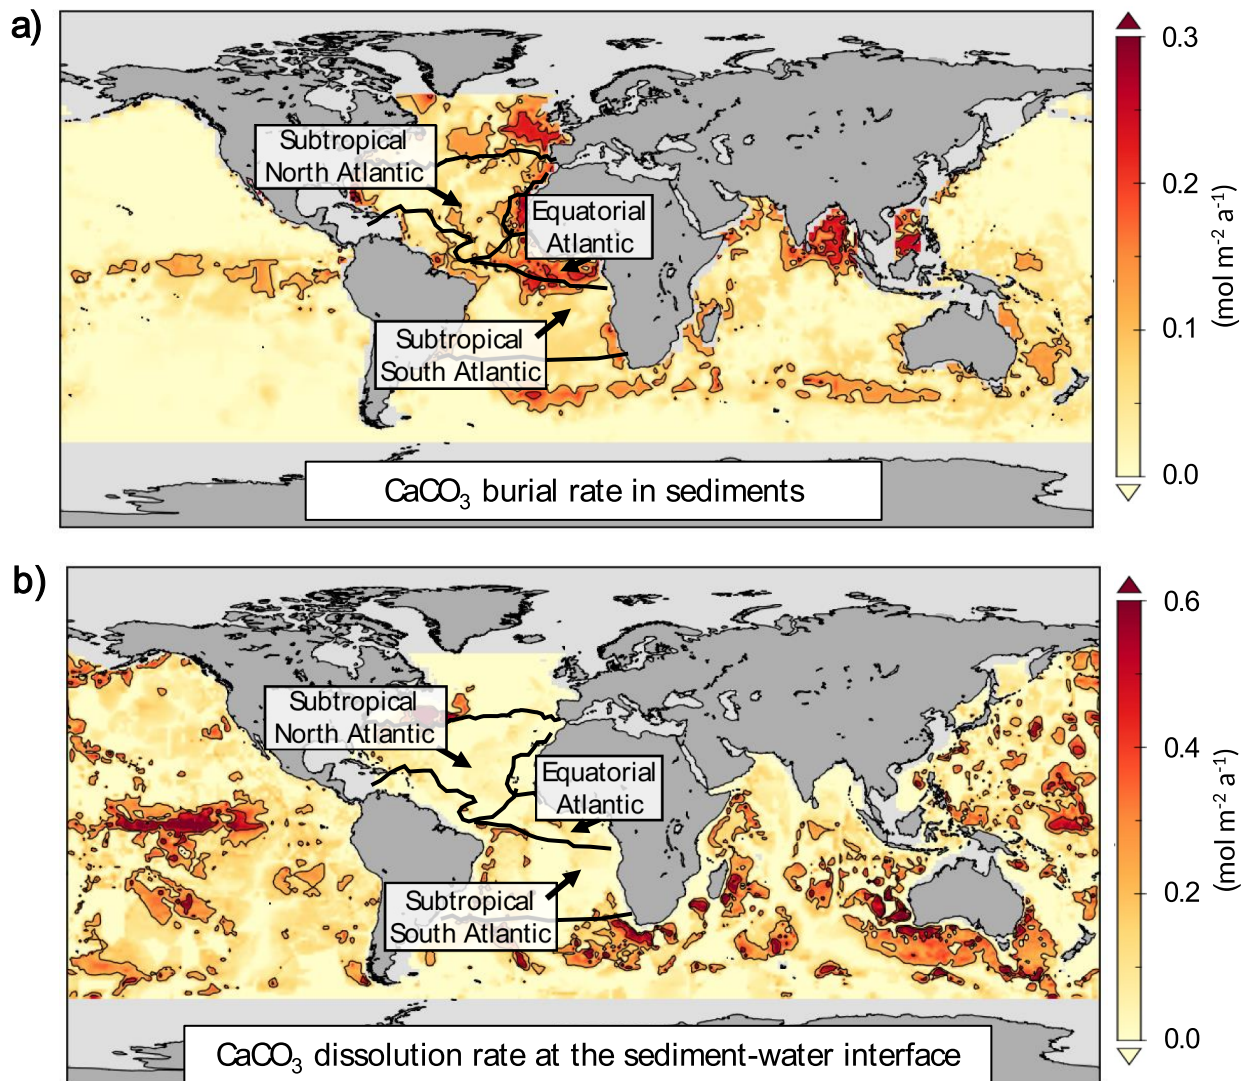 a)
Subtropical
North Atlantic
Equatorial
Atlantic
Subtropical
South Atlantic
CaCO₃ burial rate in sediments
0.3
0.2
0.1
0.0
(mol m⁻² a⁻¹)
b)
Subtropical
North Atlantic
Equatorial
Atlantic
Subtropical
South Atlantic
CaCO₃ dissolution rate at the sediment-water interface
0.6
0.4
0.2
0.0
(mol m⁻² a⁻¹)